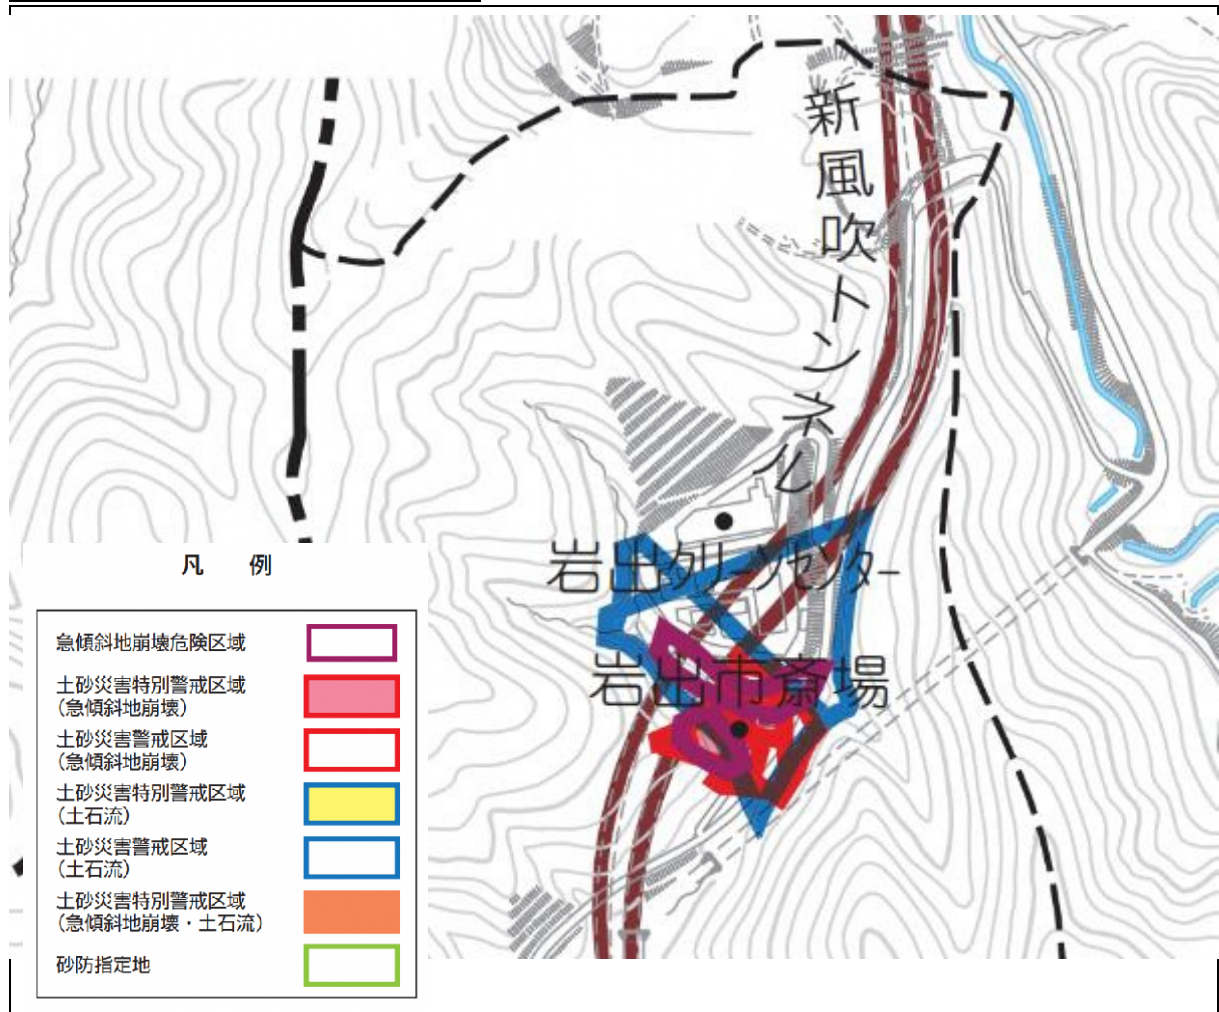 新風吹トンネル
岩出クリーンセンター
岩出市斎場
凡 例
急傾斜地崩壊危険区域
土砂災害特別警戒区域
(急傾斜地崩壊)
土砂災害警戒区域
(急傾斜地崩壊)
土砂災害特別警戒区域
(土石流)
土砂災害警戒区域
(土石流)
土砂災害特別警戒区域
(急傾斜地崩壊・土石流)
砂防指定地